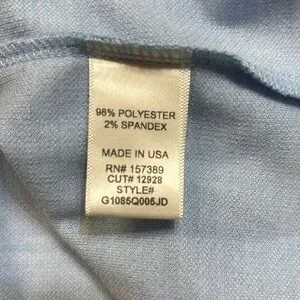 98% POLYESTER
2% SPANDEX
MADE IN USA
RN# 157389
CUT# 12928
STYLE#
G1085Q005JD